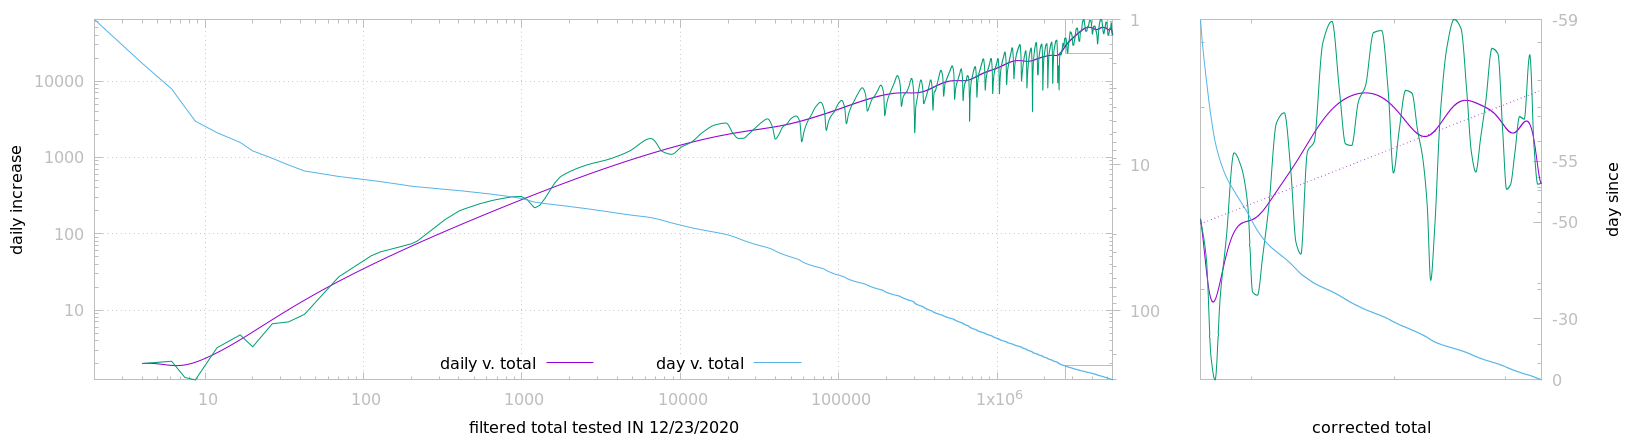 daily increase
10000
1000
100
10
10
100
1000
10000
100000
1x10^6
filtered total tested IN 12/23/2020
daily v. total
day v. total
1
10
100
-59
-55
-50
-30
0
day since
corrected total